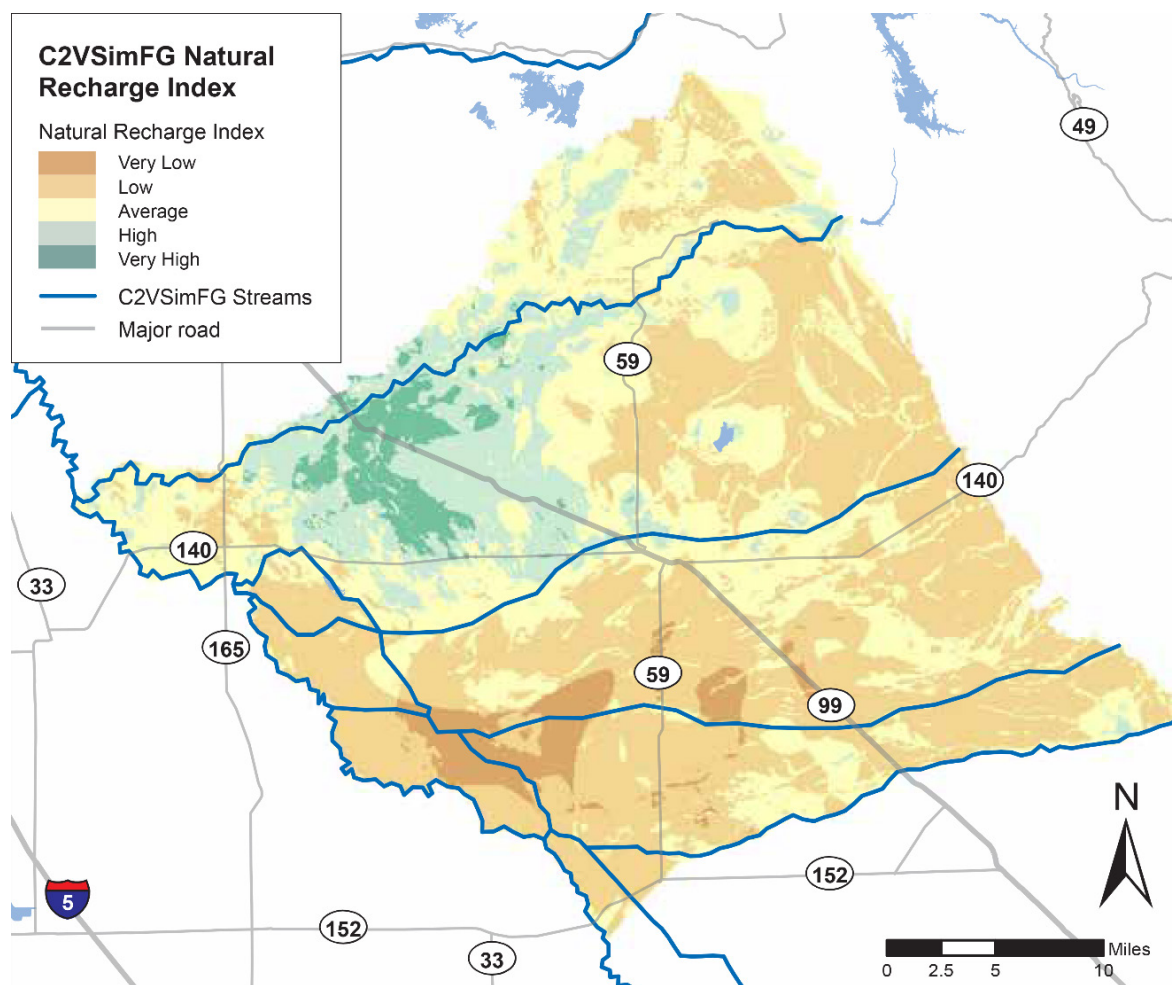 C2VSimFG Natural
Recharge Index
Natural Recharge Index
Very Low
Low
Average
High
Very High
C2VSimFG Streams
Major road
49
59
140
140
33
165
59
99
N
152
5
152
33
Miles
0 2.5 5 10